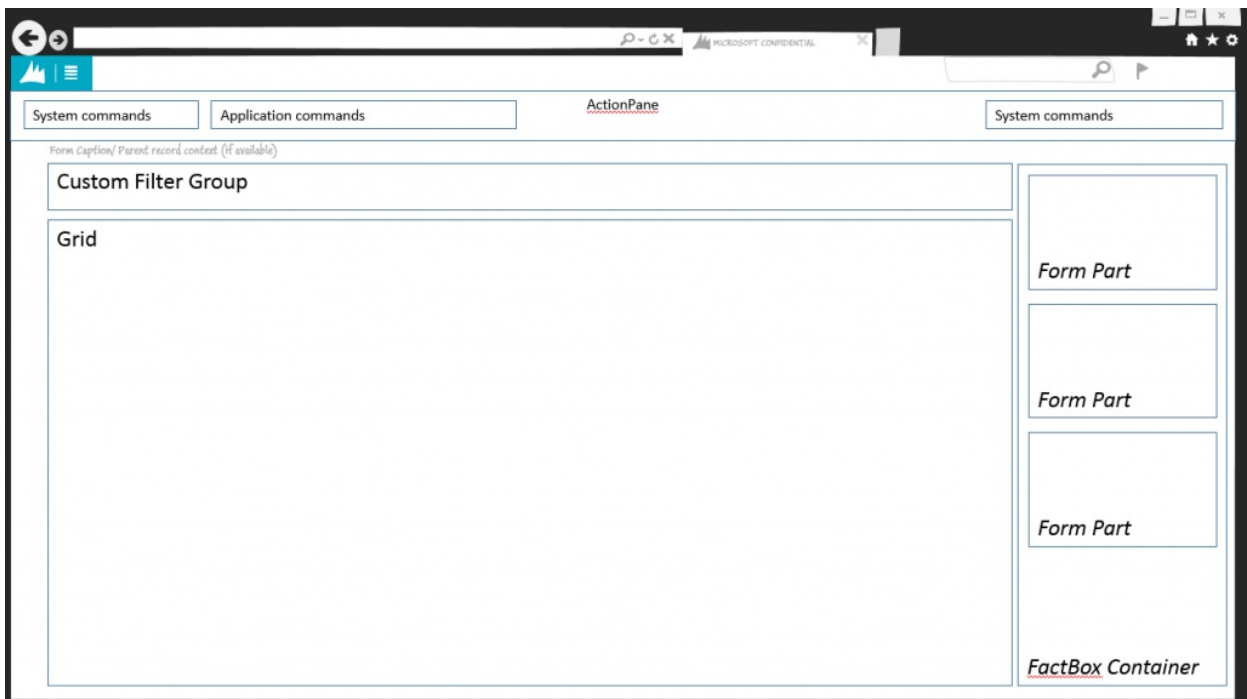 MICROSOFT CONFIDENTIAL
ActionPane
System commands
Application commands
System commands
Form Caption/ Parent record context (if available)
Custom Filter Group
Grid
Form Part
Form Part
Form Part
FactBox Container